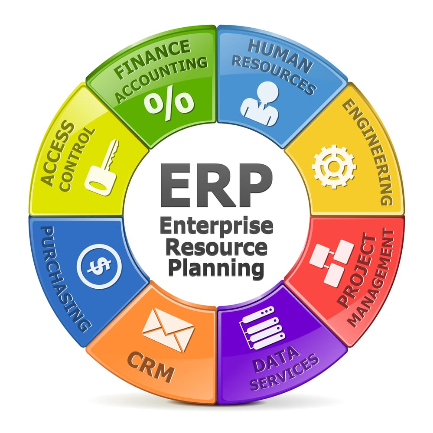 ERP
Enterprise
Resource
Planning
FINANCE
ACCOUNTING
%
HUMAN
RESOURCES
ENGINEERING
PROJECT
MANAGEMENT
DATA
SERVICES
CRM
$
PURCHASING
ACCESS
CONTROL